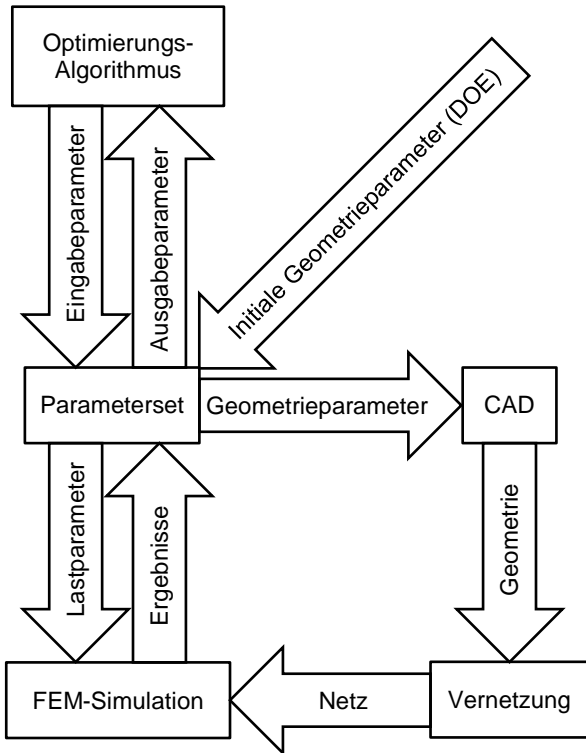 Optimierungs-
Algorithmus
Eingabeparameter
Ausgabeparameter
Initiale Geometrieparameter (DOE)
Parameterset
Geometrieparameter
CAD
Lastparameter
Ergebnisse
Geometrie
FEM-Simulation
Netz
Vernetzung